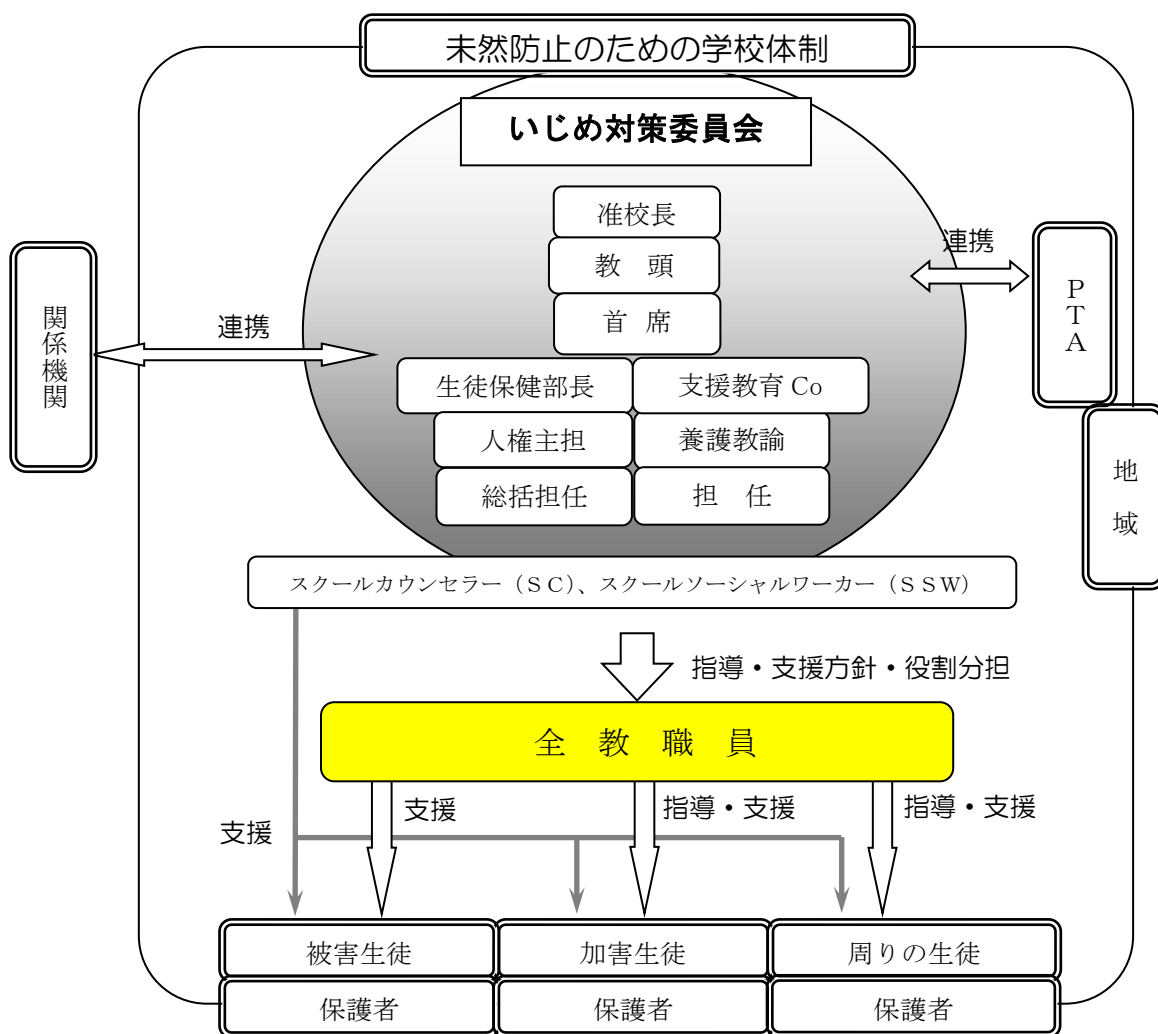 未然防止のための学校体制
いじめ対策委員会
准校長
教　頭
首　席
生徒保健部長
支援教育 Co
人権主担
養護教諭
総括担任
担　任
関係機関
連携
連携
ＰＴＡ
地域
スクールカウンセラー（ＳＣ）、スクールソーシャルワーカー（ＳＳＷ）
指導・支援方針・役割分担
全　教　職　員
支援
支援
指導・支援
指導・支援
被害生徒
加害生徒
周りの生徒
保護者
保護者
保護者